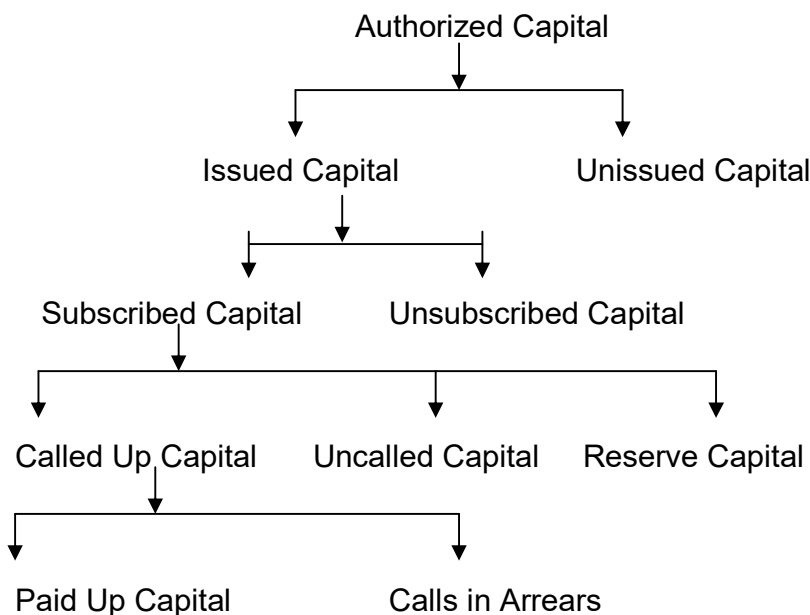 Authorized Capital
Issued Capital Unissued Capital
Subscribed Capital Unsubscribed Capital
Called Up Capital Uncalled Capital Reserve Capital
Paid Up Capital Calls in Arrears